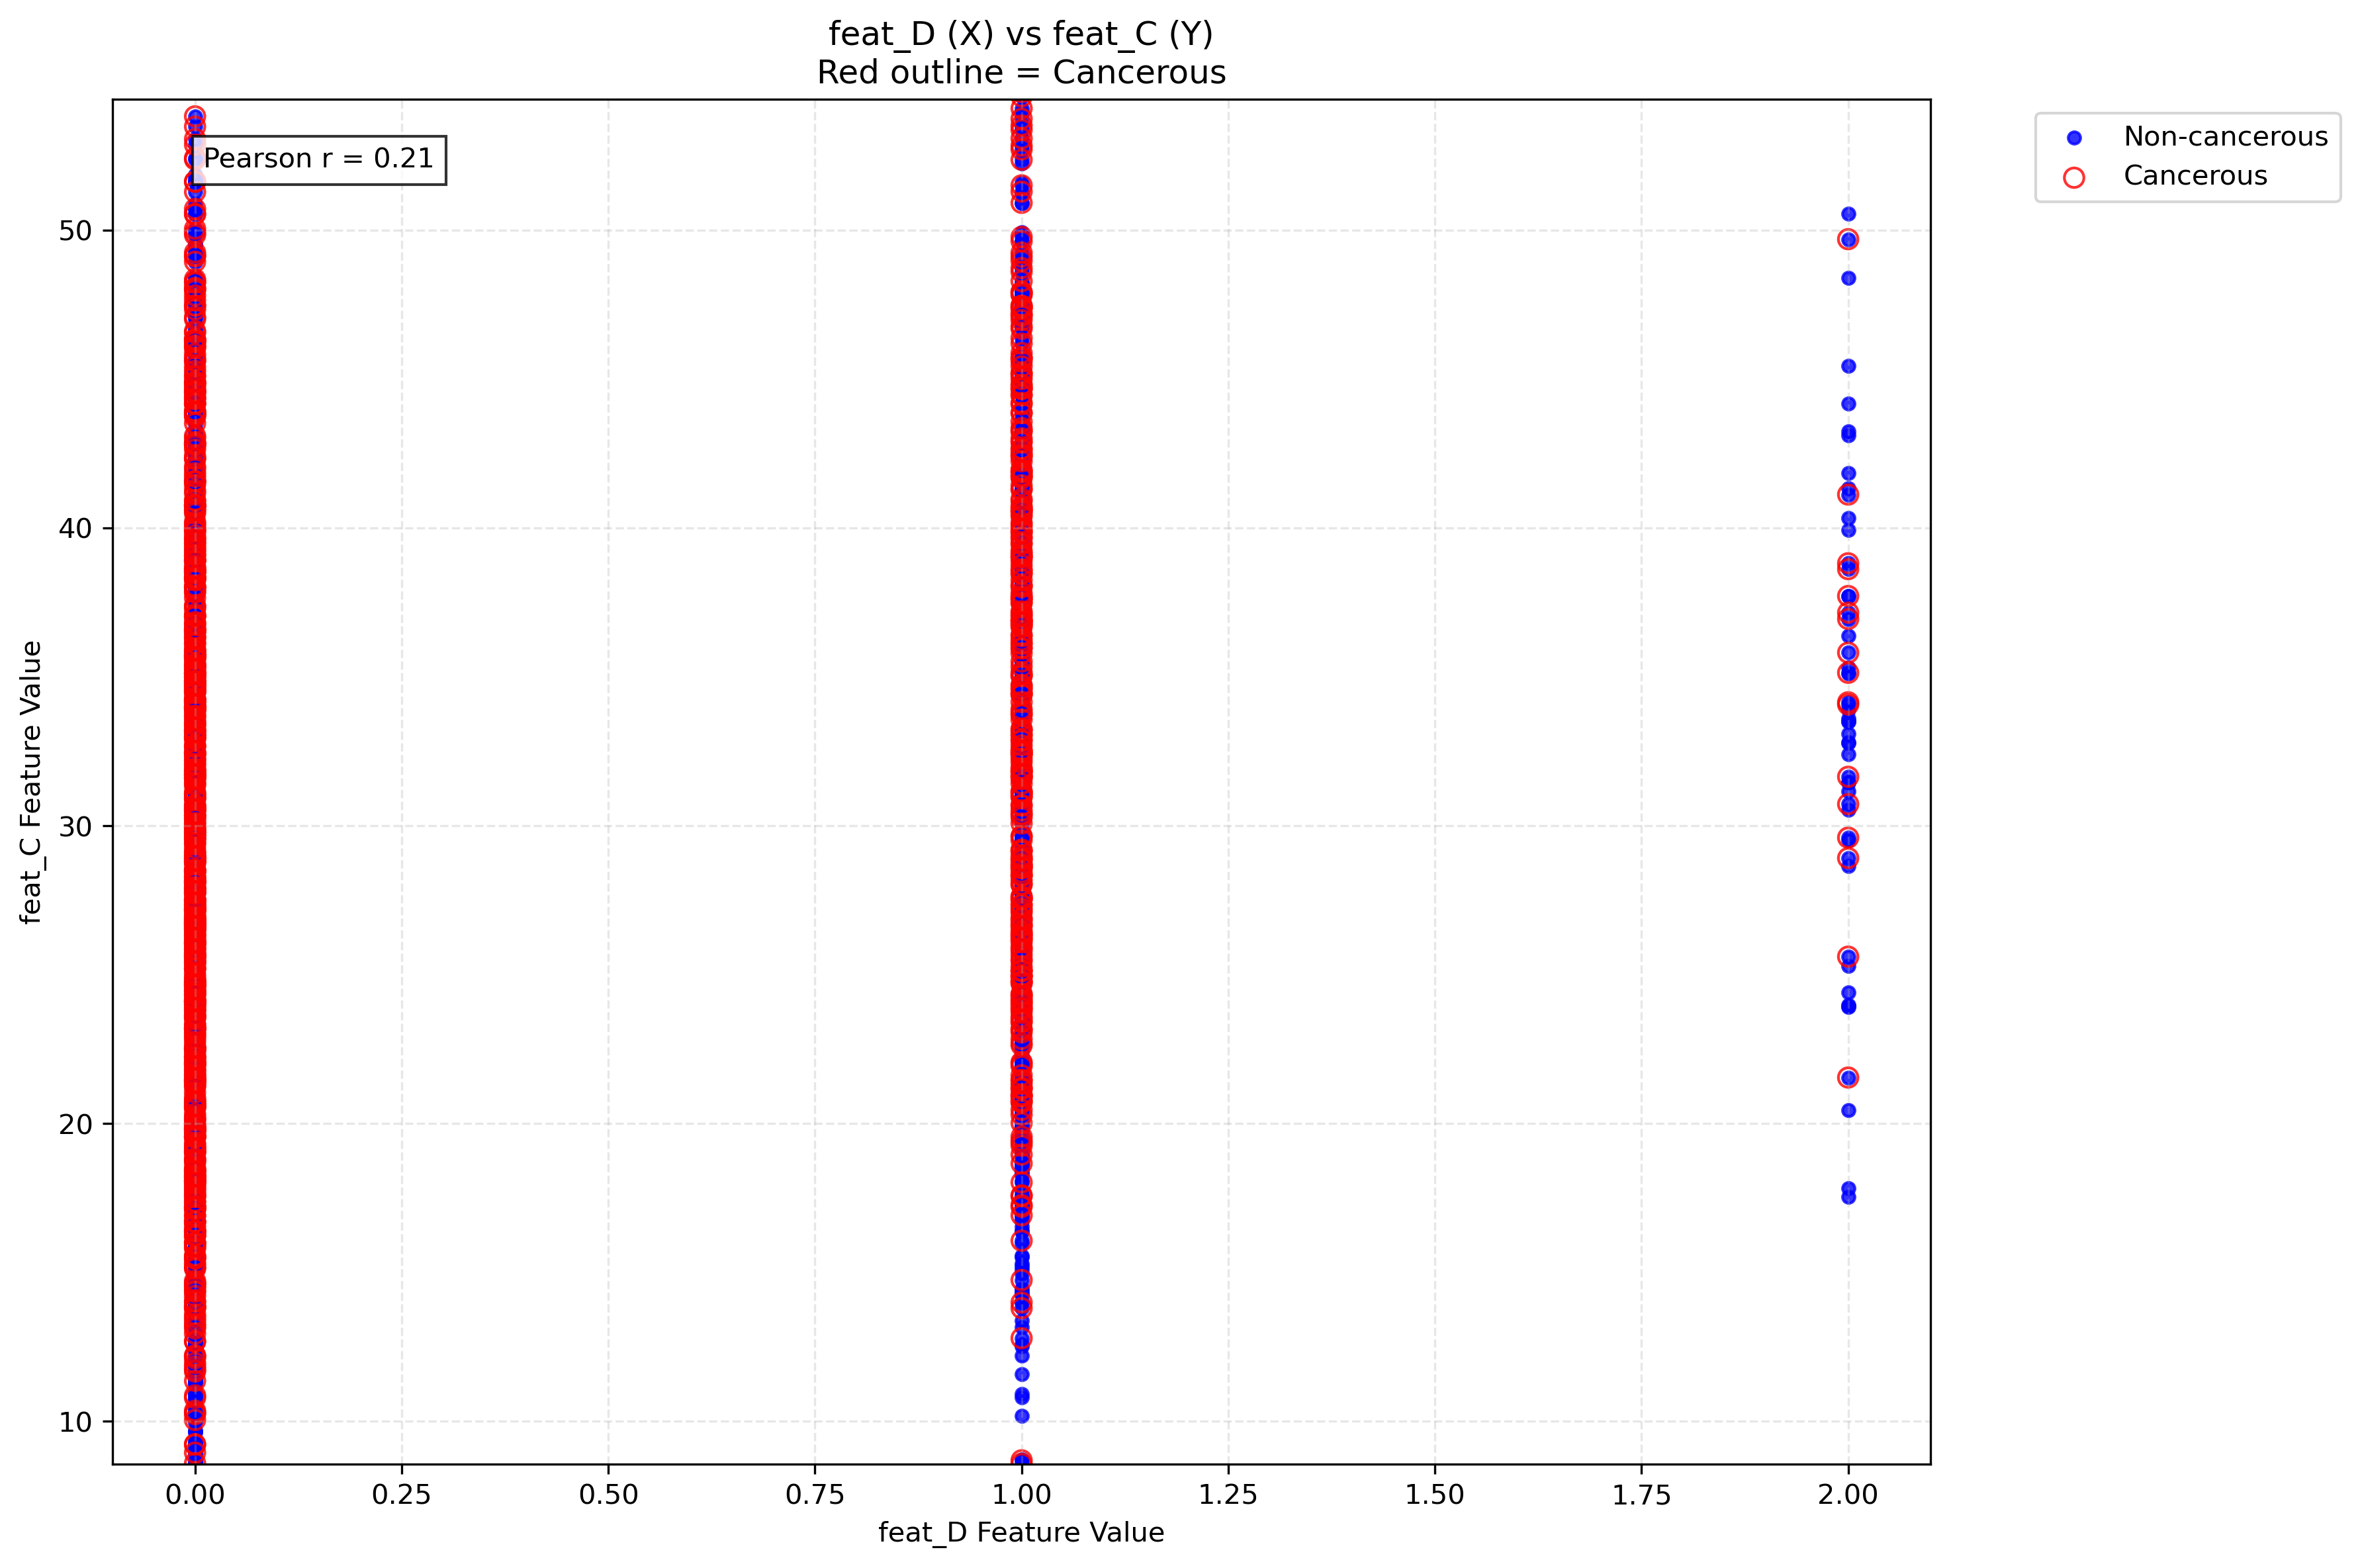 feat_D (X) vs feat_C (Y)
Red outline = Cancerous
Pearson r = 0.21
Non-cancerous
Cancerous
50
40
30
20
10
feat_C Feature Value
0.00 0.25 0.50 0.75 1.00 1.25 1.50 1.75 2.00
feat_D Feature Value